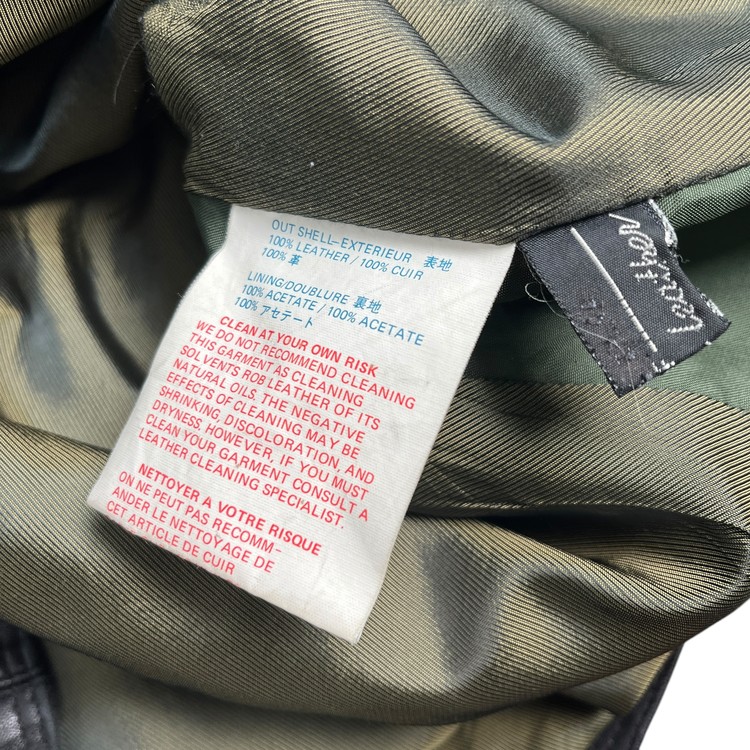 OUT SHELL-EXTERIEUR 表地
100% LEATHER / 100% CUIR
100% 革
LINING/DOUBLURE 裏地
100% ACETATE / 100% ACETATE
100% アセテート
CLEAN AT YOUR OWN RISK
WE DO NOT RECOMMEND CLEANING
THIS GARMENT AS CLEANING
SOLVENTS ROB LEATHER OF ITS
NATURAL OILS. THE NEGATIVE
EFFECTS OF CLEANING MAY BE
SHRINKING, DISCOLORATION, AND
DRYNESS. HOWEVER, IF YOU MUST
CLEAN YOUR GARMENT CONSULT A
LEATHER CLEANING SPECIALIST.
NETTOYER A VOTRE RISQUE
ON NE PEUT PAS RECOMM-
ANDER LE NETTOYAGE DE
CET ARTICLE DE CUIR
Leather